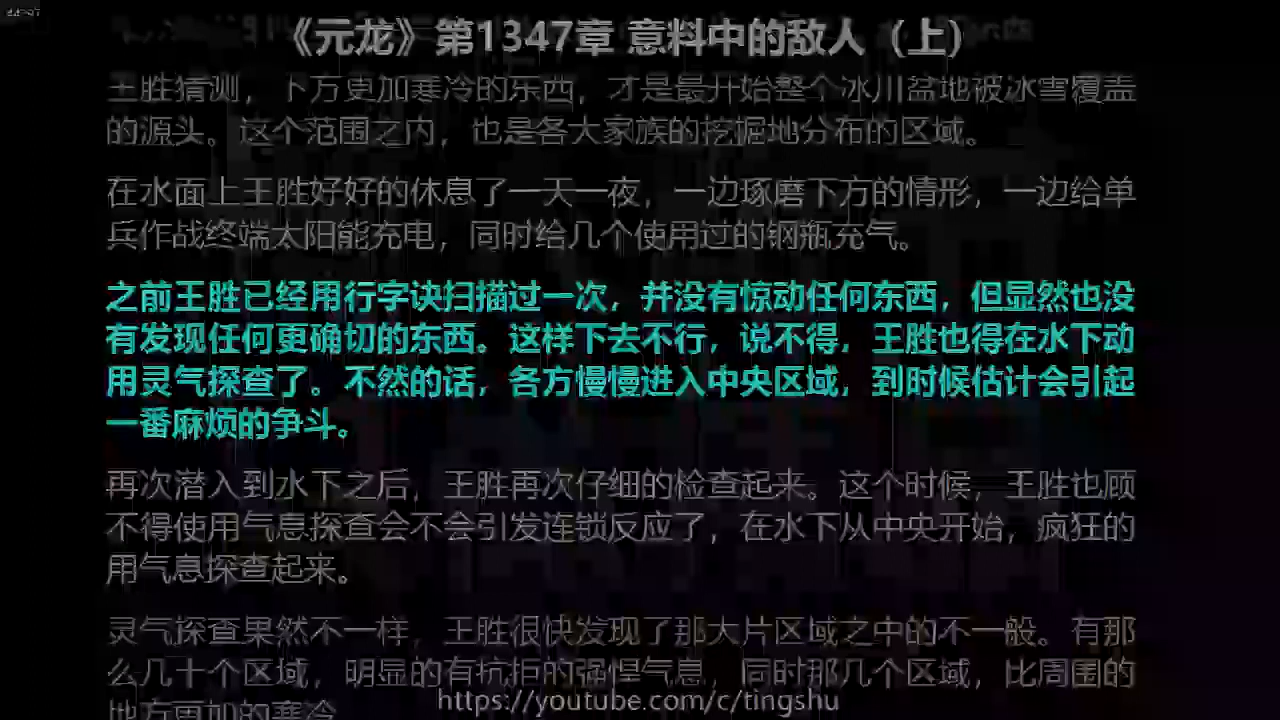 《元龙》第1347章 意料中的敌人（上）
王胜猜测，下方更加寒冷的东西，才是最开始整个冰川盆地被冰雪覆盖
的源头。这个范围之内，也是各大家族的挖掘地分布的区域。
在水面上王胜好好的休息了一天一夜，一边琢磨下方的情形，一边给单
兵作战终端太阳能充电，同时给几个使用过的钢瓶充气。
之前王胜已经用行字诀扫描过一次，并没有惊动任何东西，但显然也没
有发现任何更确切的东西。这样下去不行，说不得，王胜也得在水下动
用灵气探查了。不然的话，各方慢慢进入中央区域，到时候估计会引起
一番麻烦的争斗。
再次潜入到水下之后，王胜再次仔细的检查起来。这个时候，王胜也顾
不得使用气息探查会不会引发连锁反应了，在水下从中央开始，疯狂的
用气息探查起来。
灵气探查果然不一样，王胜很快发现了那大片区域之中的不一般。有那
么几十个区域，明显的有抗拒的强悍气息，同时那几个区域，比周围的
地方更加的寒冷
https://youtube.com/c/tingshu